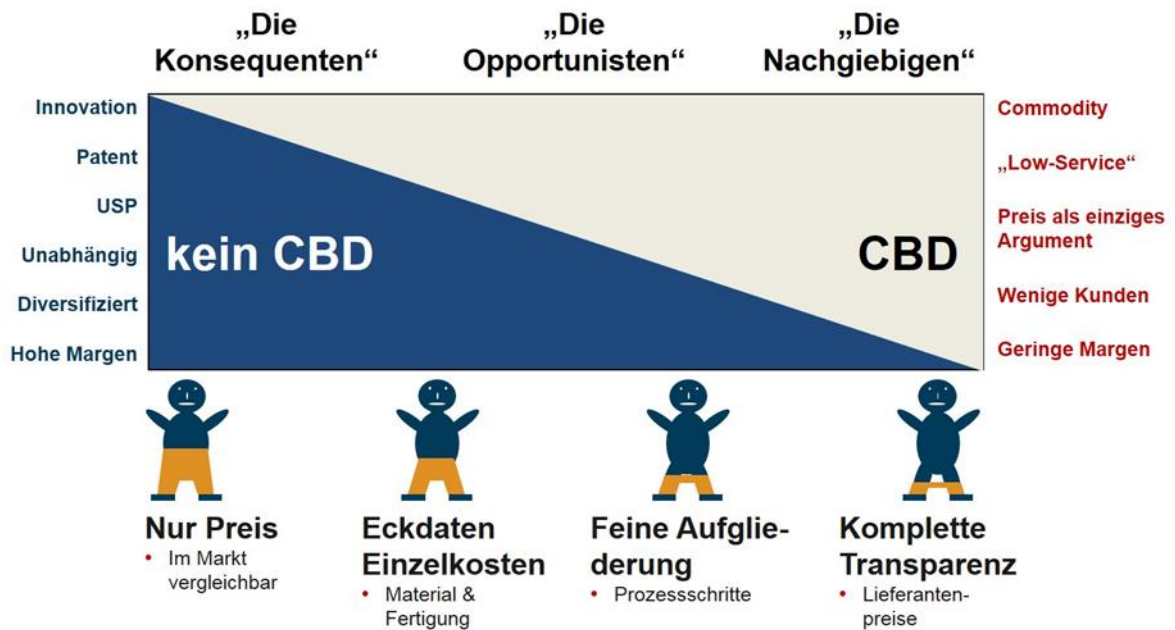 „Die
Konsequenten“
„Die
Opportunisten“
„Die
Nachgiebigen“
Innovation
Patent
USP
Unabhängig
Diversifiziert
Hohe Margen
kein CBD
CBD
Commodity
„Low-Service“
Preis als einziges
Argument
Wenige Kunden
Geringe Margen
Nur Preis
• Im Markt
vergleichbar
Eckdaten
Einzelkosten
• Material &
Fertigung
Feine Aufglie-
derung
• Prozessschritte
Komplette
Transparenz
• Lieferanten-
preise